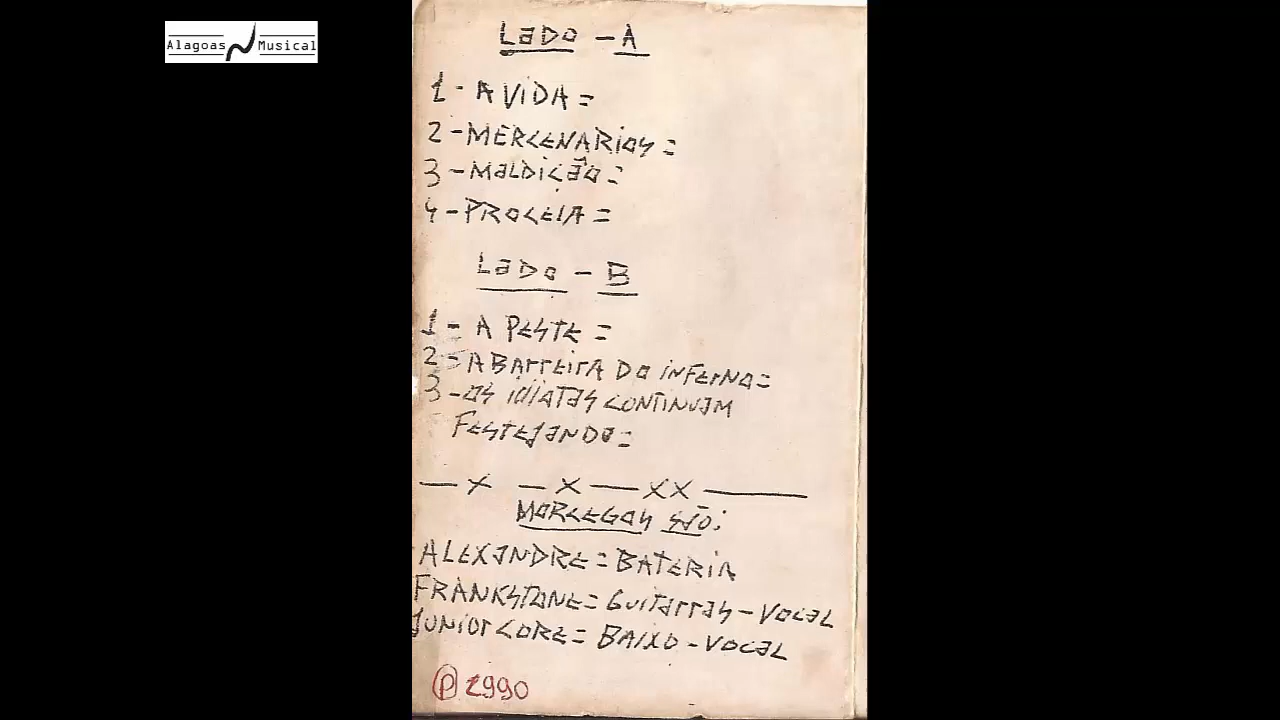 Alagoas Musical
Lado - A
1 - A VIDA =
2 - MERCENARIOS =
3 - MALDIÇÃO =
4 - PROCEIA =
Lado - B
1 - A PESTE =
2 - A BArrEirA DO inFErNO =
3 - OS idiOTAS CONTINUAM
FESTEJANDO =
— X — X — XX ———
MORCEGOS SÃO:
ALEXANDRE = BATERIA
FRANKSTONE = GuiTArrAS - VOCAL
JUNIOr CORE = BAIXO - VOCAL
Ⓟ 1990